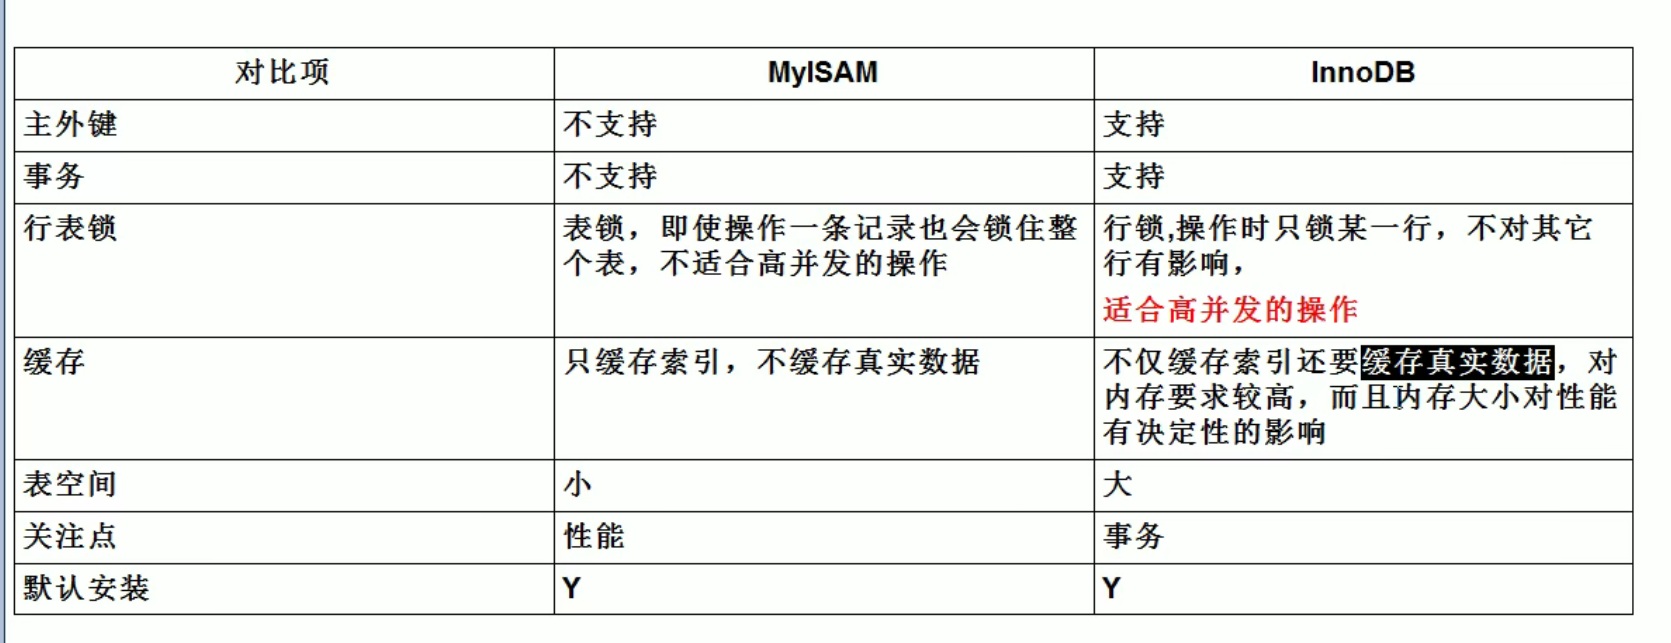 对比项 MyISAM InnoDB
主外键 不支持 支持
事务 不支持 支持
行表锁 表锁，即使操作一条记录也会锁住整 行锁,操作时只锁某一行，不对其它
个表，不适合高并发的操作 行有影响，
适合高并发的操作
缓存 只缓存索引，不缓存真实数据 不仅缓存索引还要缓存真实数据，对
内存要求较高，而且内存大小对性能
有决定性的影响
表空间 小 大
关注点 性能 事务
默认安装 Y Y